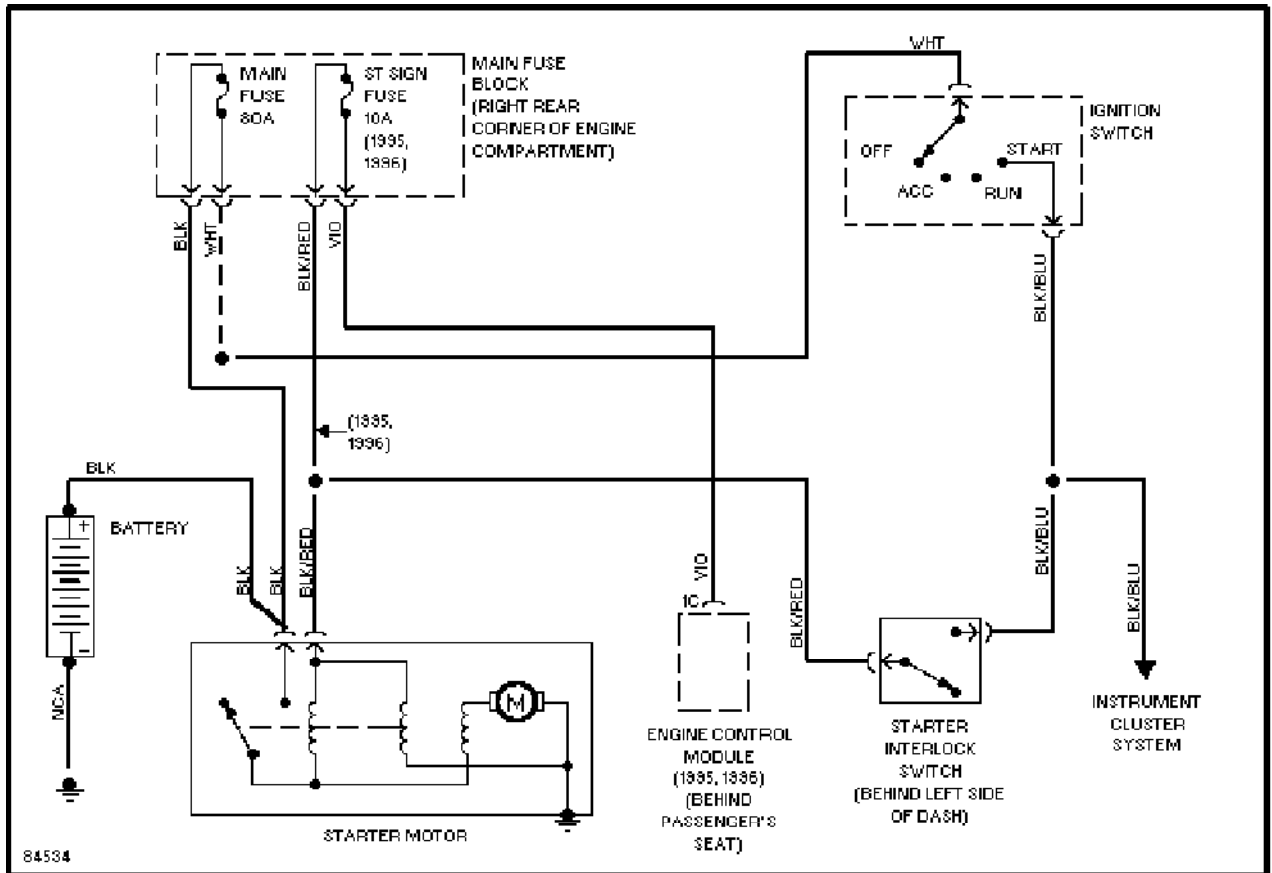 WHT
MAIN
FUSE
80A
ST SIGN
FUSE
10A
(1995,
1996)
MAIN FUSE
BLOCK
(RIGHT REAR
CORNER OF ENGINE
COMPARTMENT)
IGNITION
SWITCH
OFF
START
ACC
RUN
BLK
WHT
BLK/RED
VIO
BLK/BLU
(1995,
1996)
BLK
BATTERY
+
-
NCA
BLK
BLK
BLK/RED
VIO
1C
BLK/RED
BLK/BLU
BLK/BLU
M
STARTER MOTOR
ENGINE CONTROL
MODULE
(1995, 1996)
(BEHIND
PASSENGER'S
SEAT)
STARTER
INTERLOCK
SWITCH
(BEHIND LEFT SIDE
OF DASH)
INSTRUMENT
CLUSTER
SYSTEM
84534